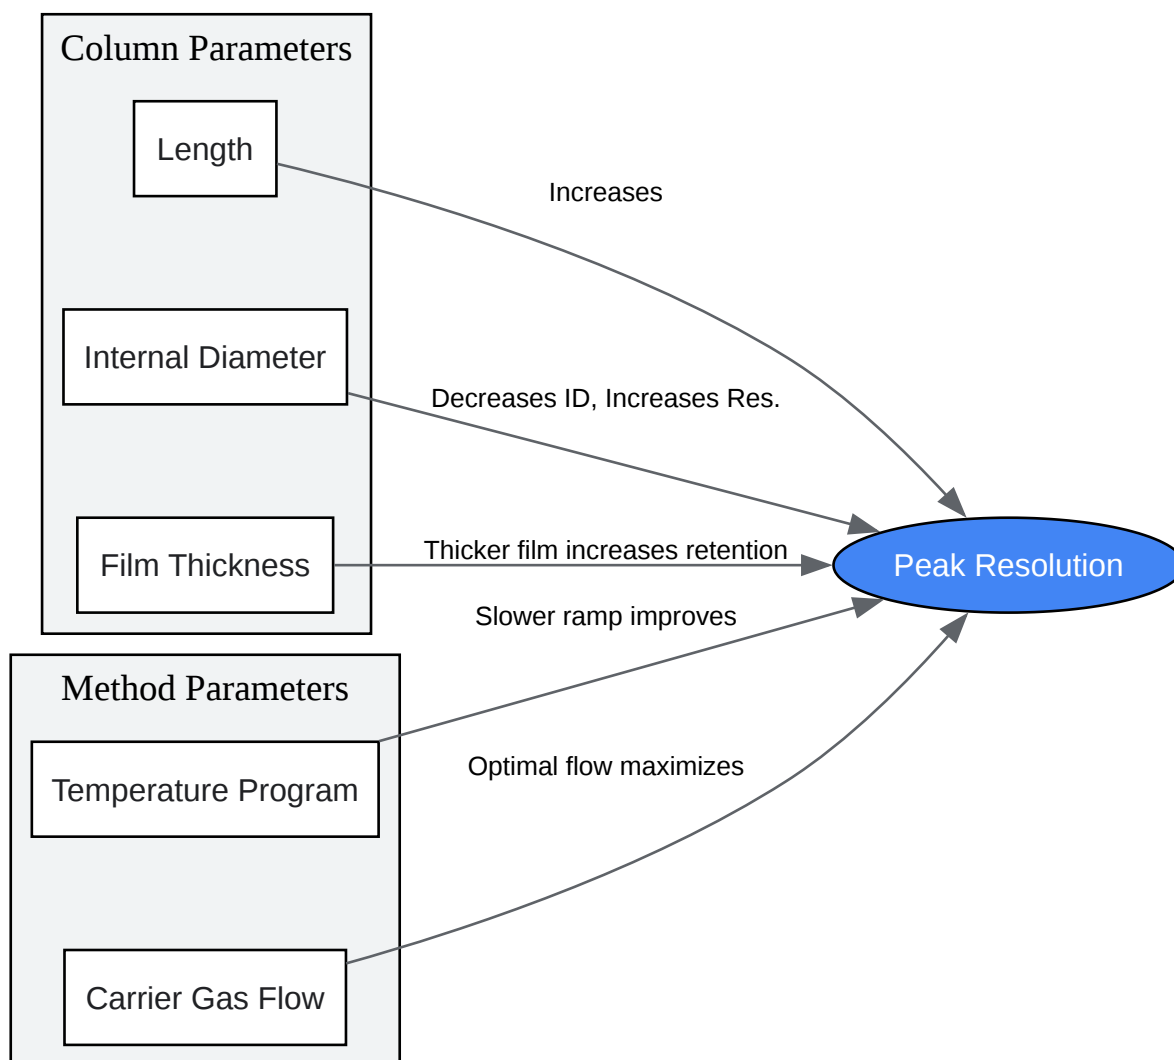 Column Parameters
Length
Increases
Internal Diameter
Decreases ID, Increases Res.
Film Thickness
Thicker film increases retention
Peak Resolution
Slower ramp improves
Method Parameters
Temperature Program
Optimal flow maximizes
Carrier Gas Flow